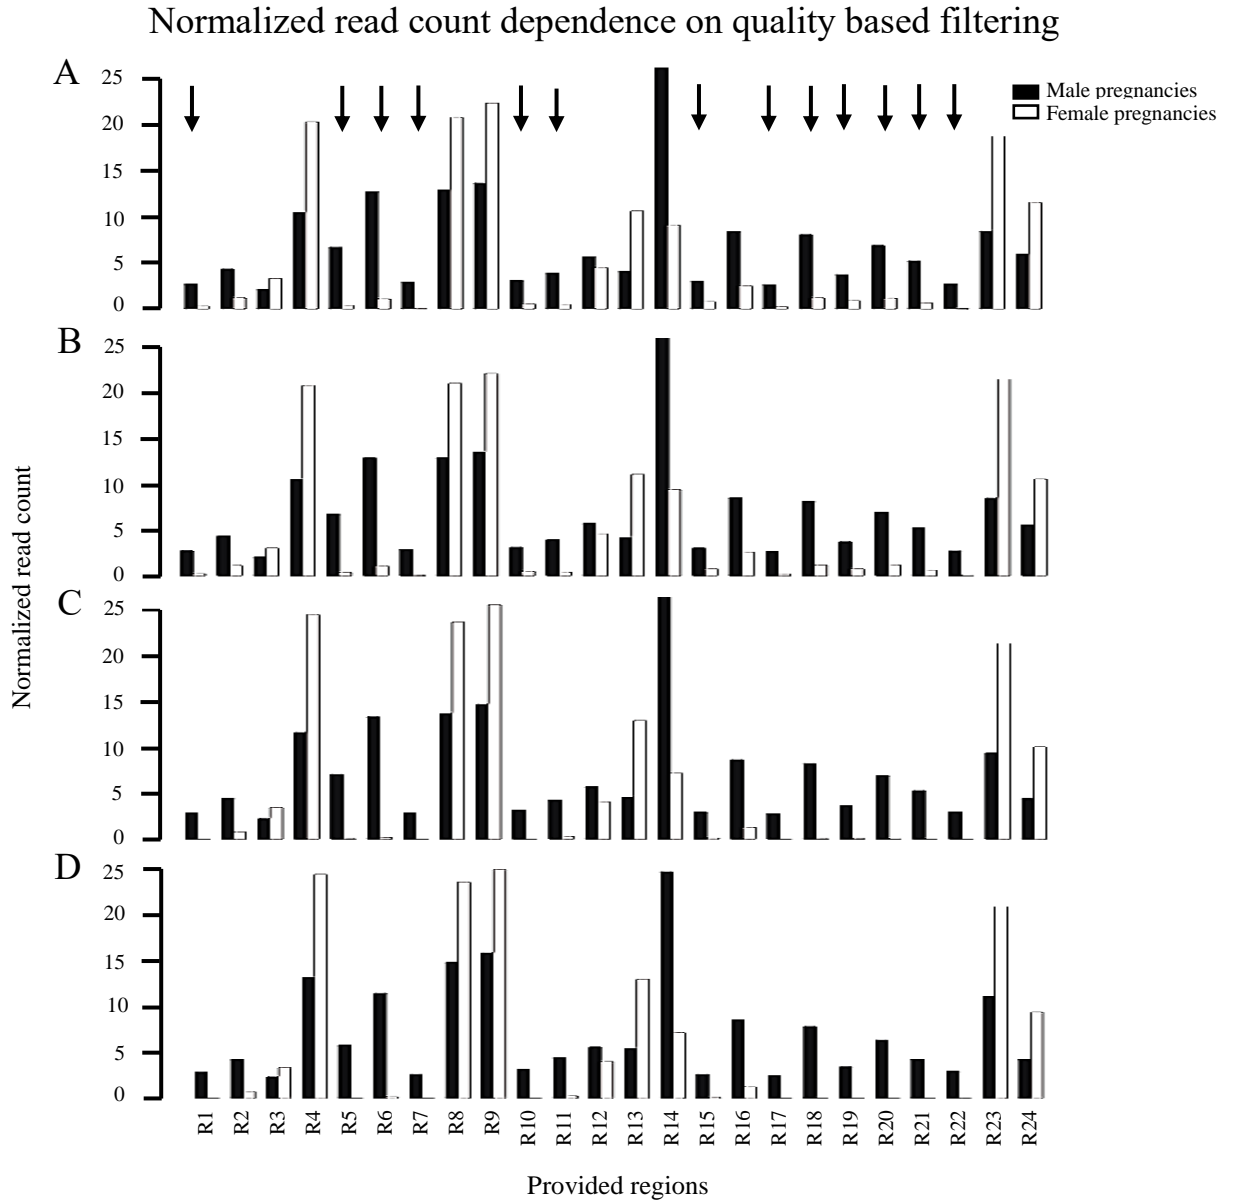 Normalized read count dependence on quality based filtering
A
25
20
15
10
5
0
Male pregnancies
Female pregnancies
B
25
20
15
10
5
0
C
25
20
15
10
5
0
D
25
20
15
10
5
0
Normalized read count
R1 R2 R3 R4 R5 R6 R7 R8 R9 R10 R11 R12 R13 R14 R15 R16 R17 R18 R19 R20 R21 R22 R23 R24
Provided regions